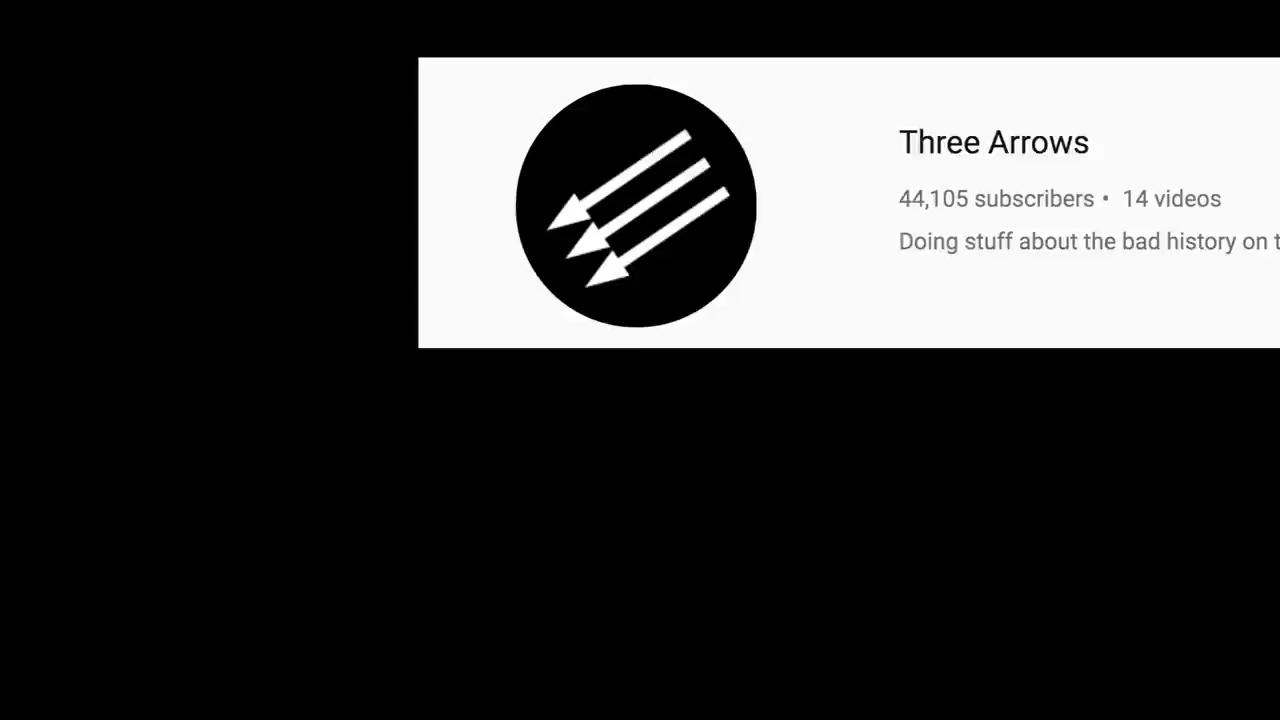 Three Arrows
44,105 subscribers • 14 videos
Doing stuff about the bad history on